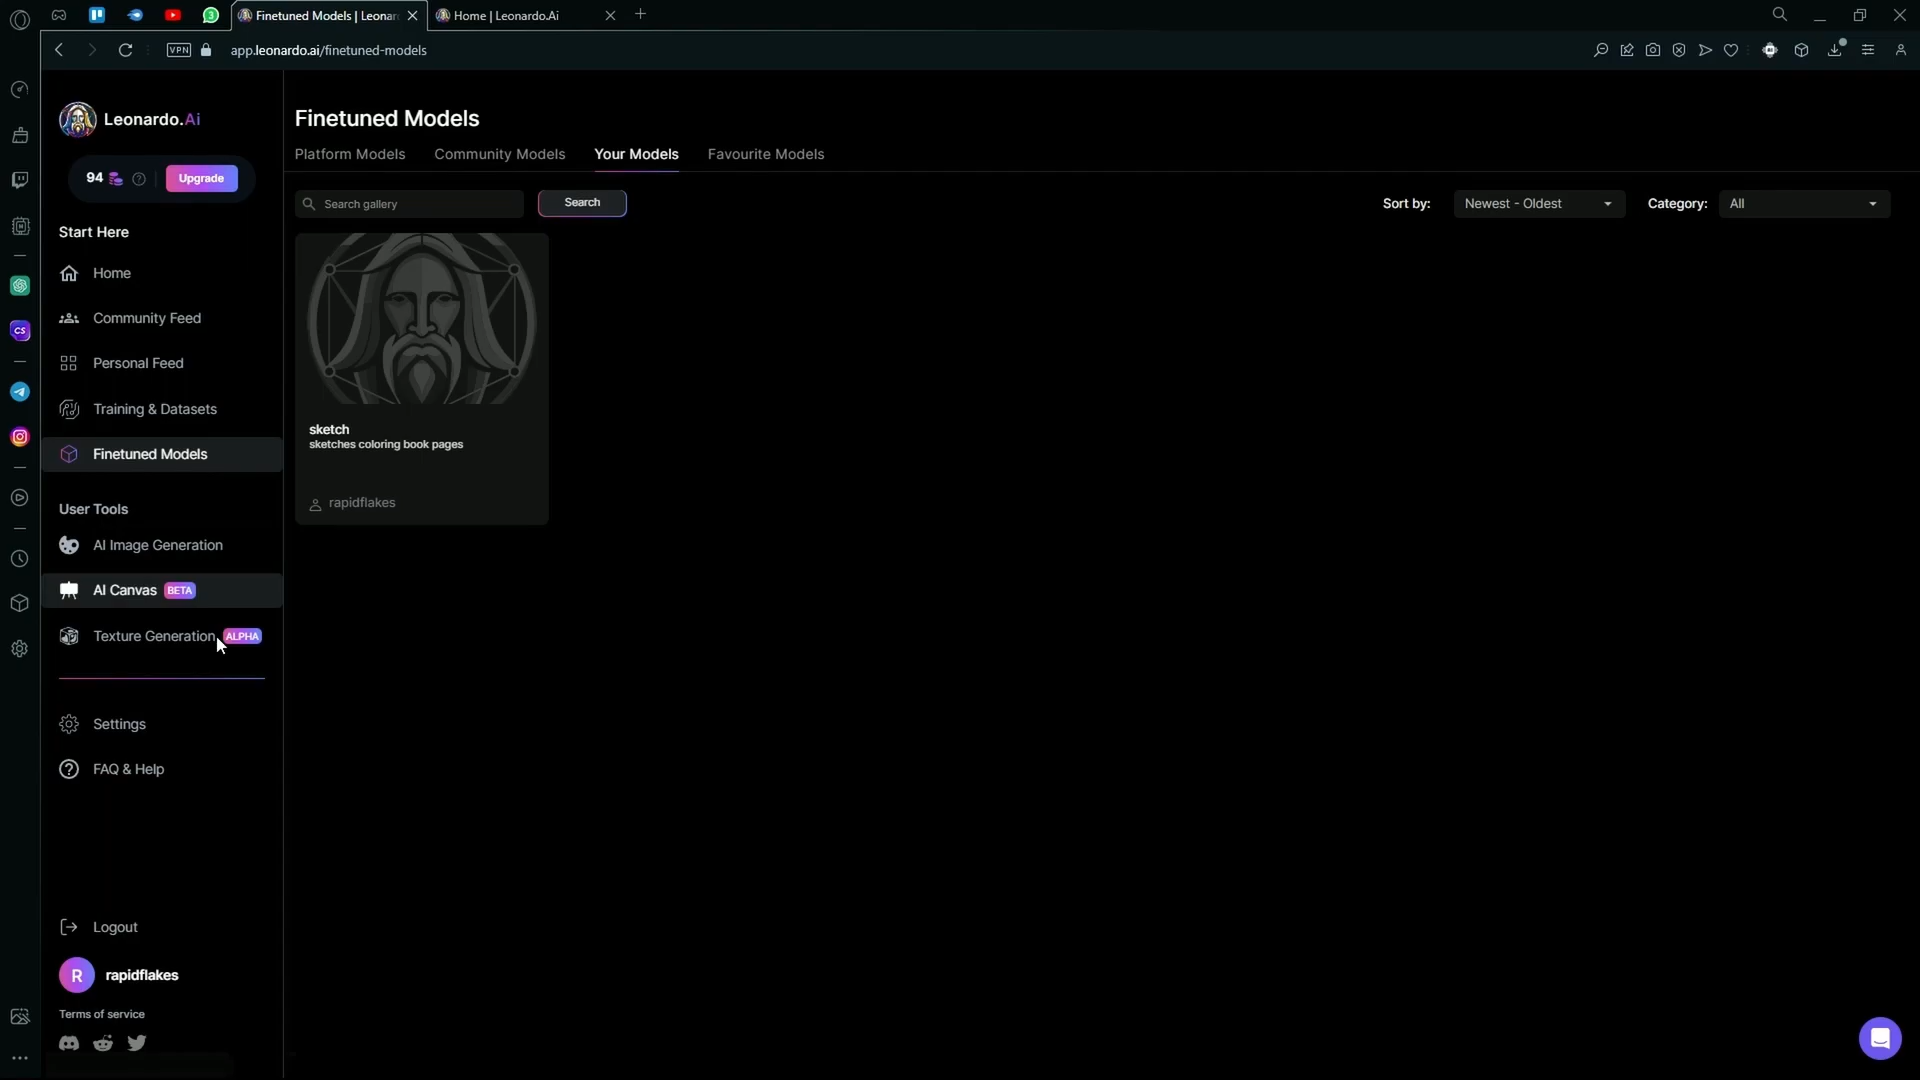 Finetuned Models | Leonar
Home | Leonardo.Ai
3
VPN
app.leonardo.ai/finetuned-models
Leonardo.Ai
94
Upgrade
Start Here
Home
Community Feed
Personal Feed
Training & Datasets
Finetuned Models
User Tools
AI Image Generation
AI Canvas BETA
Texture Generation ALPHA
Settings
FAQ & Help
Logout
R rapidflakes
Terms of service
CS
Finetuned Models
Platform Models Community Models Your Models Favourite Models
Search gallery
Search
Sort by: Newest - Oldest Category: All
sketch
sketches coloring book pages
rapidflakes